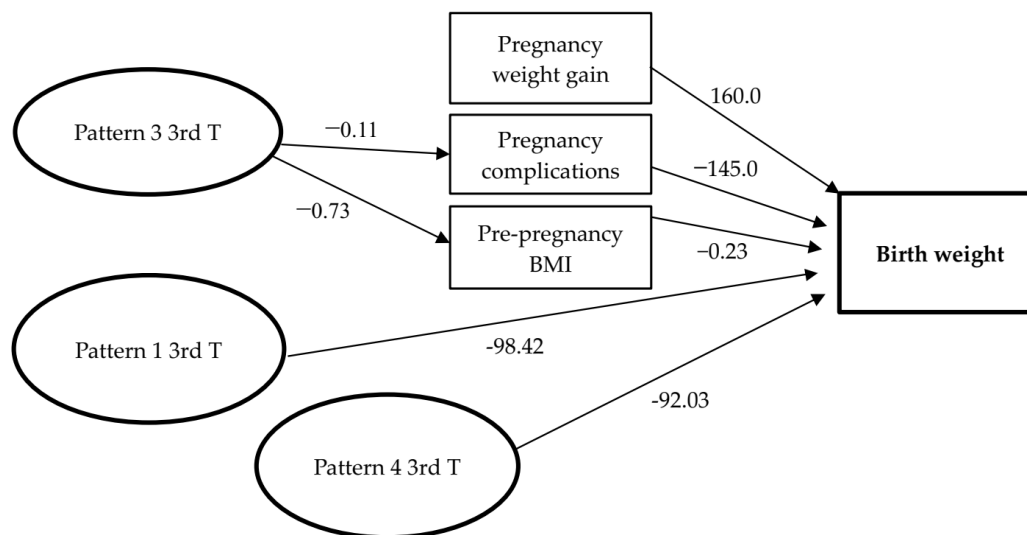 Pregnancy
weight gain
160.0
Pattern 3 3rd T
−0.11
Pregnancy
complications
−145.0
−0.73
Pre-pregnancy
BMI
−0.23
Birth weight
Pattern 1 3rd T
-98.42
-92.03
Pattern 4 3rd T